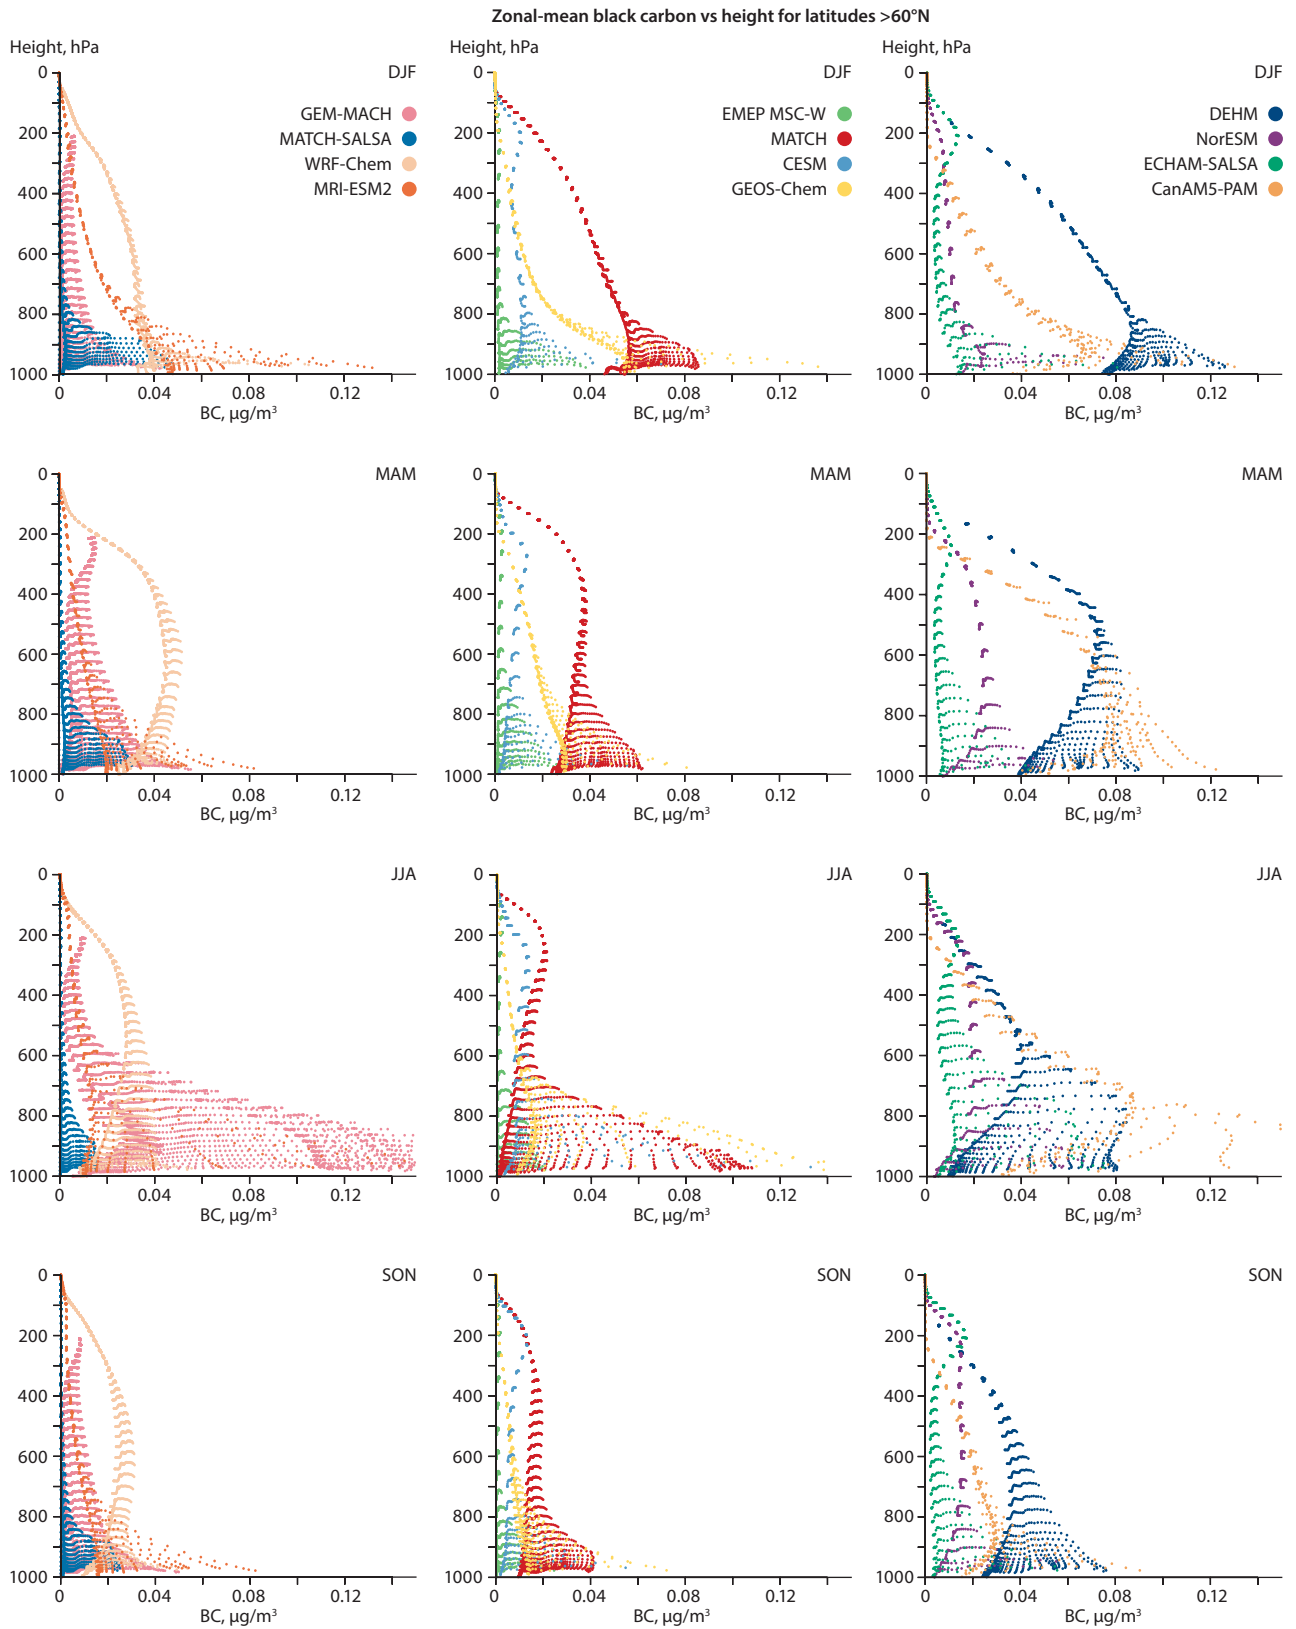 Zonal-mean black carbon vs height for latitudes >60°N
Height, hPa
DJF
GEM-MACH
MATCH-SALSA
WRF-Chem
MRI-ESM2
0
200
400
600
800
1000
0 0.04 0.08 0.12
BC, µg/m³
Height, hPa
DJF
EMEP MSC-W
MATCH
CESM
GEOS-Chem
0
200
400
600
800
1000
0 0.04 0.08 0.12
BC, µg/m³
Height, hPa
DJF
DEHM
NorESM
ECHAM-SALSA
CanAM5-PAM
0
200
400
600
800
1000
0 0.04 0.08 0.12
BC, µg/m³
MAM
0
200
400
600
800
1000
0 0.04 0.08 0.12
BC, µg/m³
MAM
0
200
400
600
800
1000
0 0.04 0.08 0.12
BC, µg/m³
MAM
0
200
400
600
800
1000
0 0.04 0.08 0.12
BC, µg/m³
JJA
0
200
400
600
800
1000
0 0.04 0.08 0.12
BC, µg/m³
JJA
0
200
400
600
800
1000
0 0.04 0.08 0.12
BC, µg/m³
JJA
0
200
400
600
800
1000
0 0.04 0.08 0.12
BC, µg/m³
SON
0
200
400
600
800
1000
0 0.04 0.08 0.12
BC, µg/m³
SON
0
200
400
600
800
1000
0 0.04 0.08 0.12
BC, µg/m³
SON
0
200
400
600
800
1000
0 0.04 0.08 0.12
BC, µg/m³